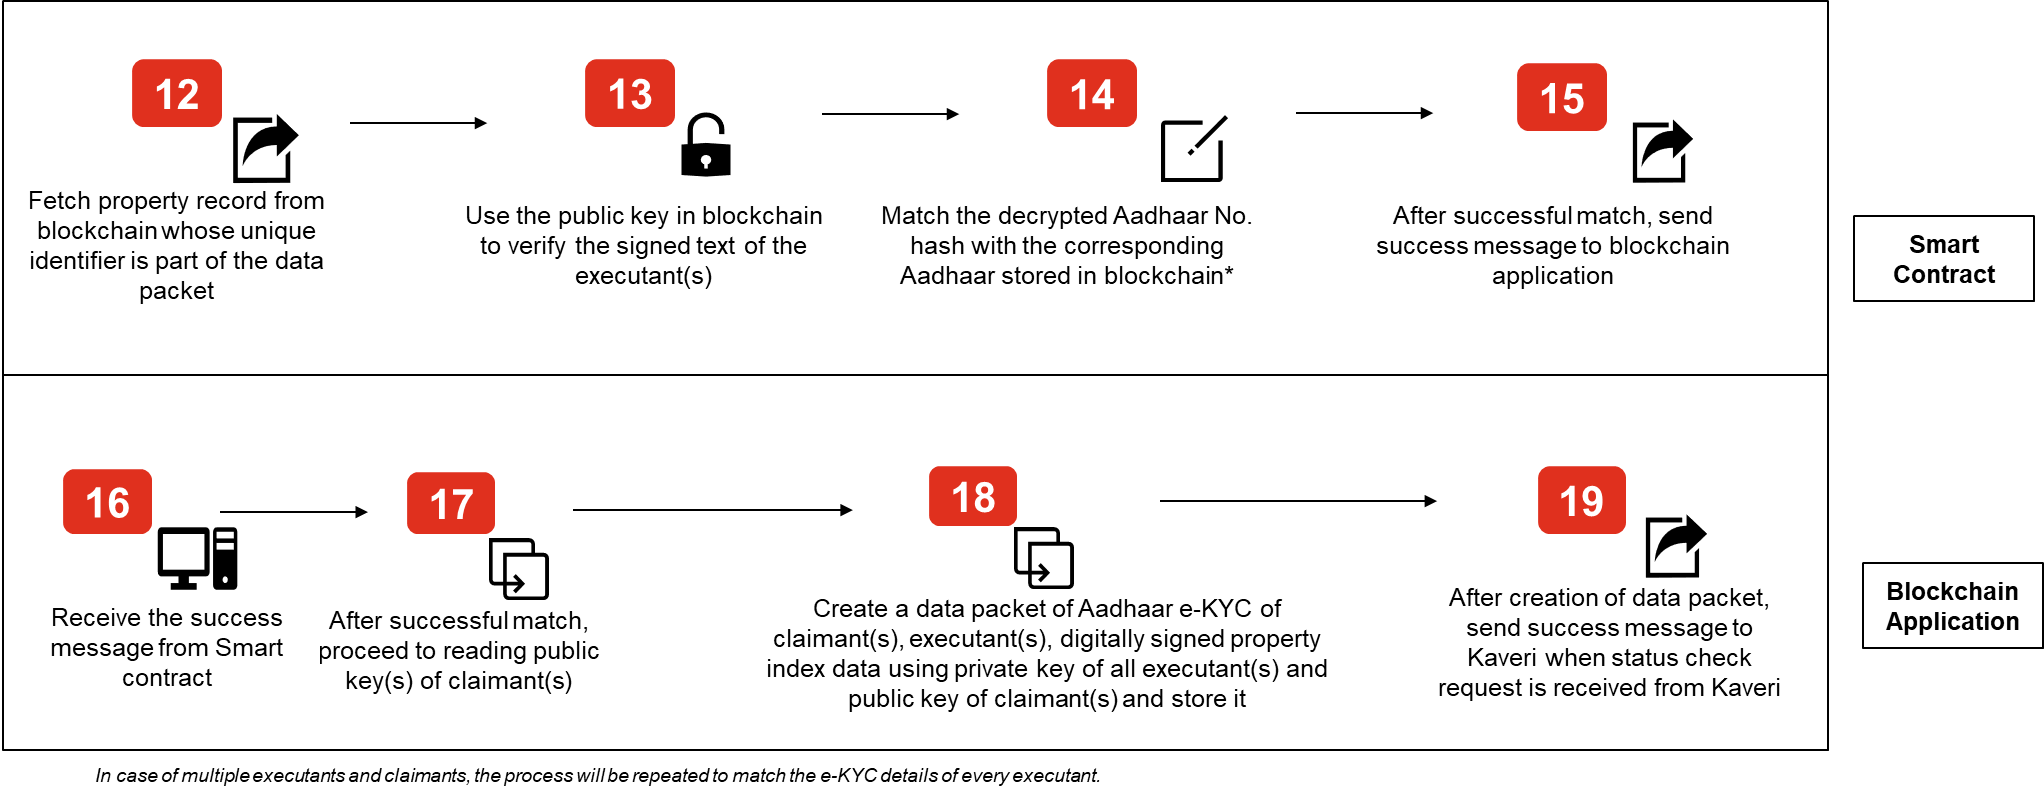 12
Fetch property record from
blockchain whose unique
identifier is part of the data
packet
13
Use the public key in blockchain
to verify the signed text of the
executant(s)
14
Match the decrypted Aadhaar No.
hash with the corresponding
Aadhaar stored in blockchain*
15
After successful match, send
success message to blockchain
application
Smart
Contract
16
Receive the success
message from Smart
contract
17
After successful match,
proceed to reading public
key(s) of claimant(s)
18
Create a data packet of Aadhaar e-KYC of
claimant(s), executant(s), digitally signed property
index data using private key of all executant(s) and
public key of claimant(s) and store it
19
After creation of data packet,
send success message to
Kaveri when status check
request is received from Kaveri
Blockchain
Application
In case of multiple executants and claimants, the process will be repeated to match the e-KYC details of every executant.